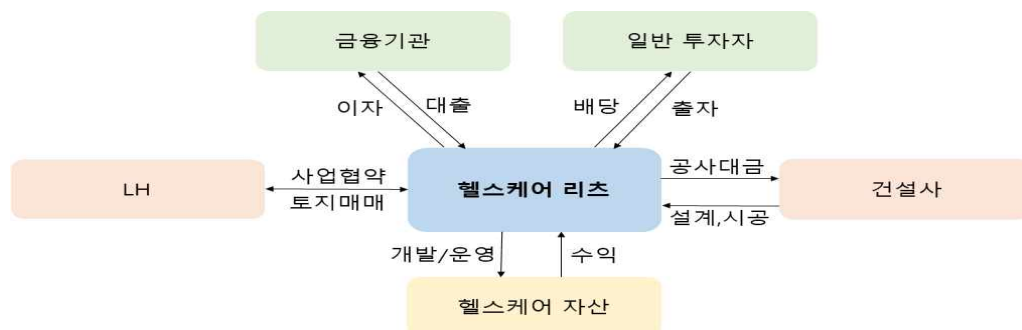 금융기관
일반 투자자
이자
대출
배당
출자
LH
사업협약
토지매매
헬스케어 리츠
공사대금
설계,시공
건설사
개발/운영
수익
헬스케어 자산